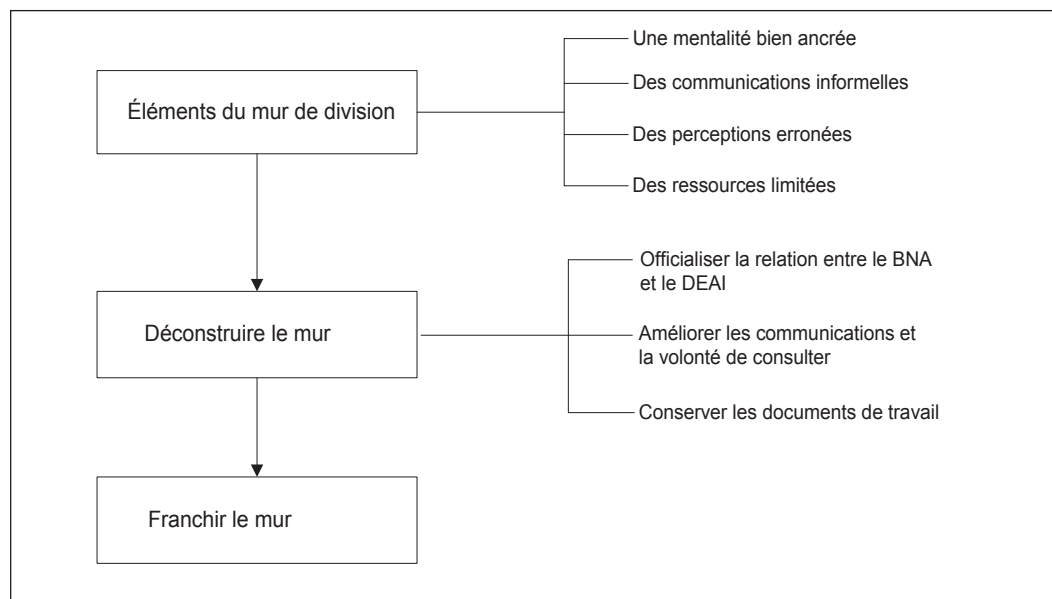 Éléments du mur de division
Une mentalité bien ancrée
Des communications informelles
Des perceptions erronées
Des ressources limitées
Déconstruire le mur
Officialiser la relation entre le BNA
et le DEAI
Améliorer les communications et
la volonté de consulter
Conserver les documents de travail
Franchir le mur